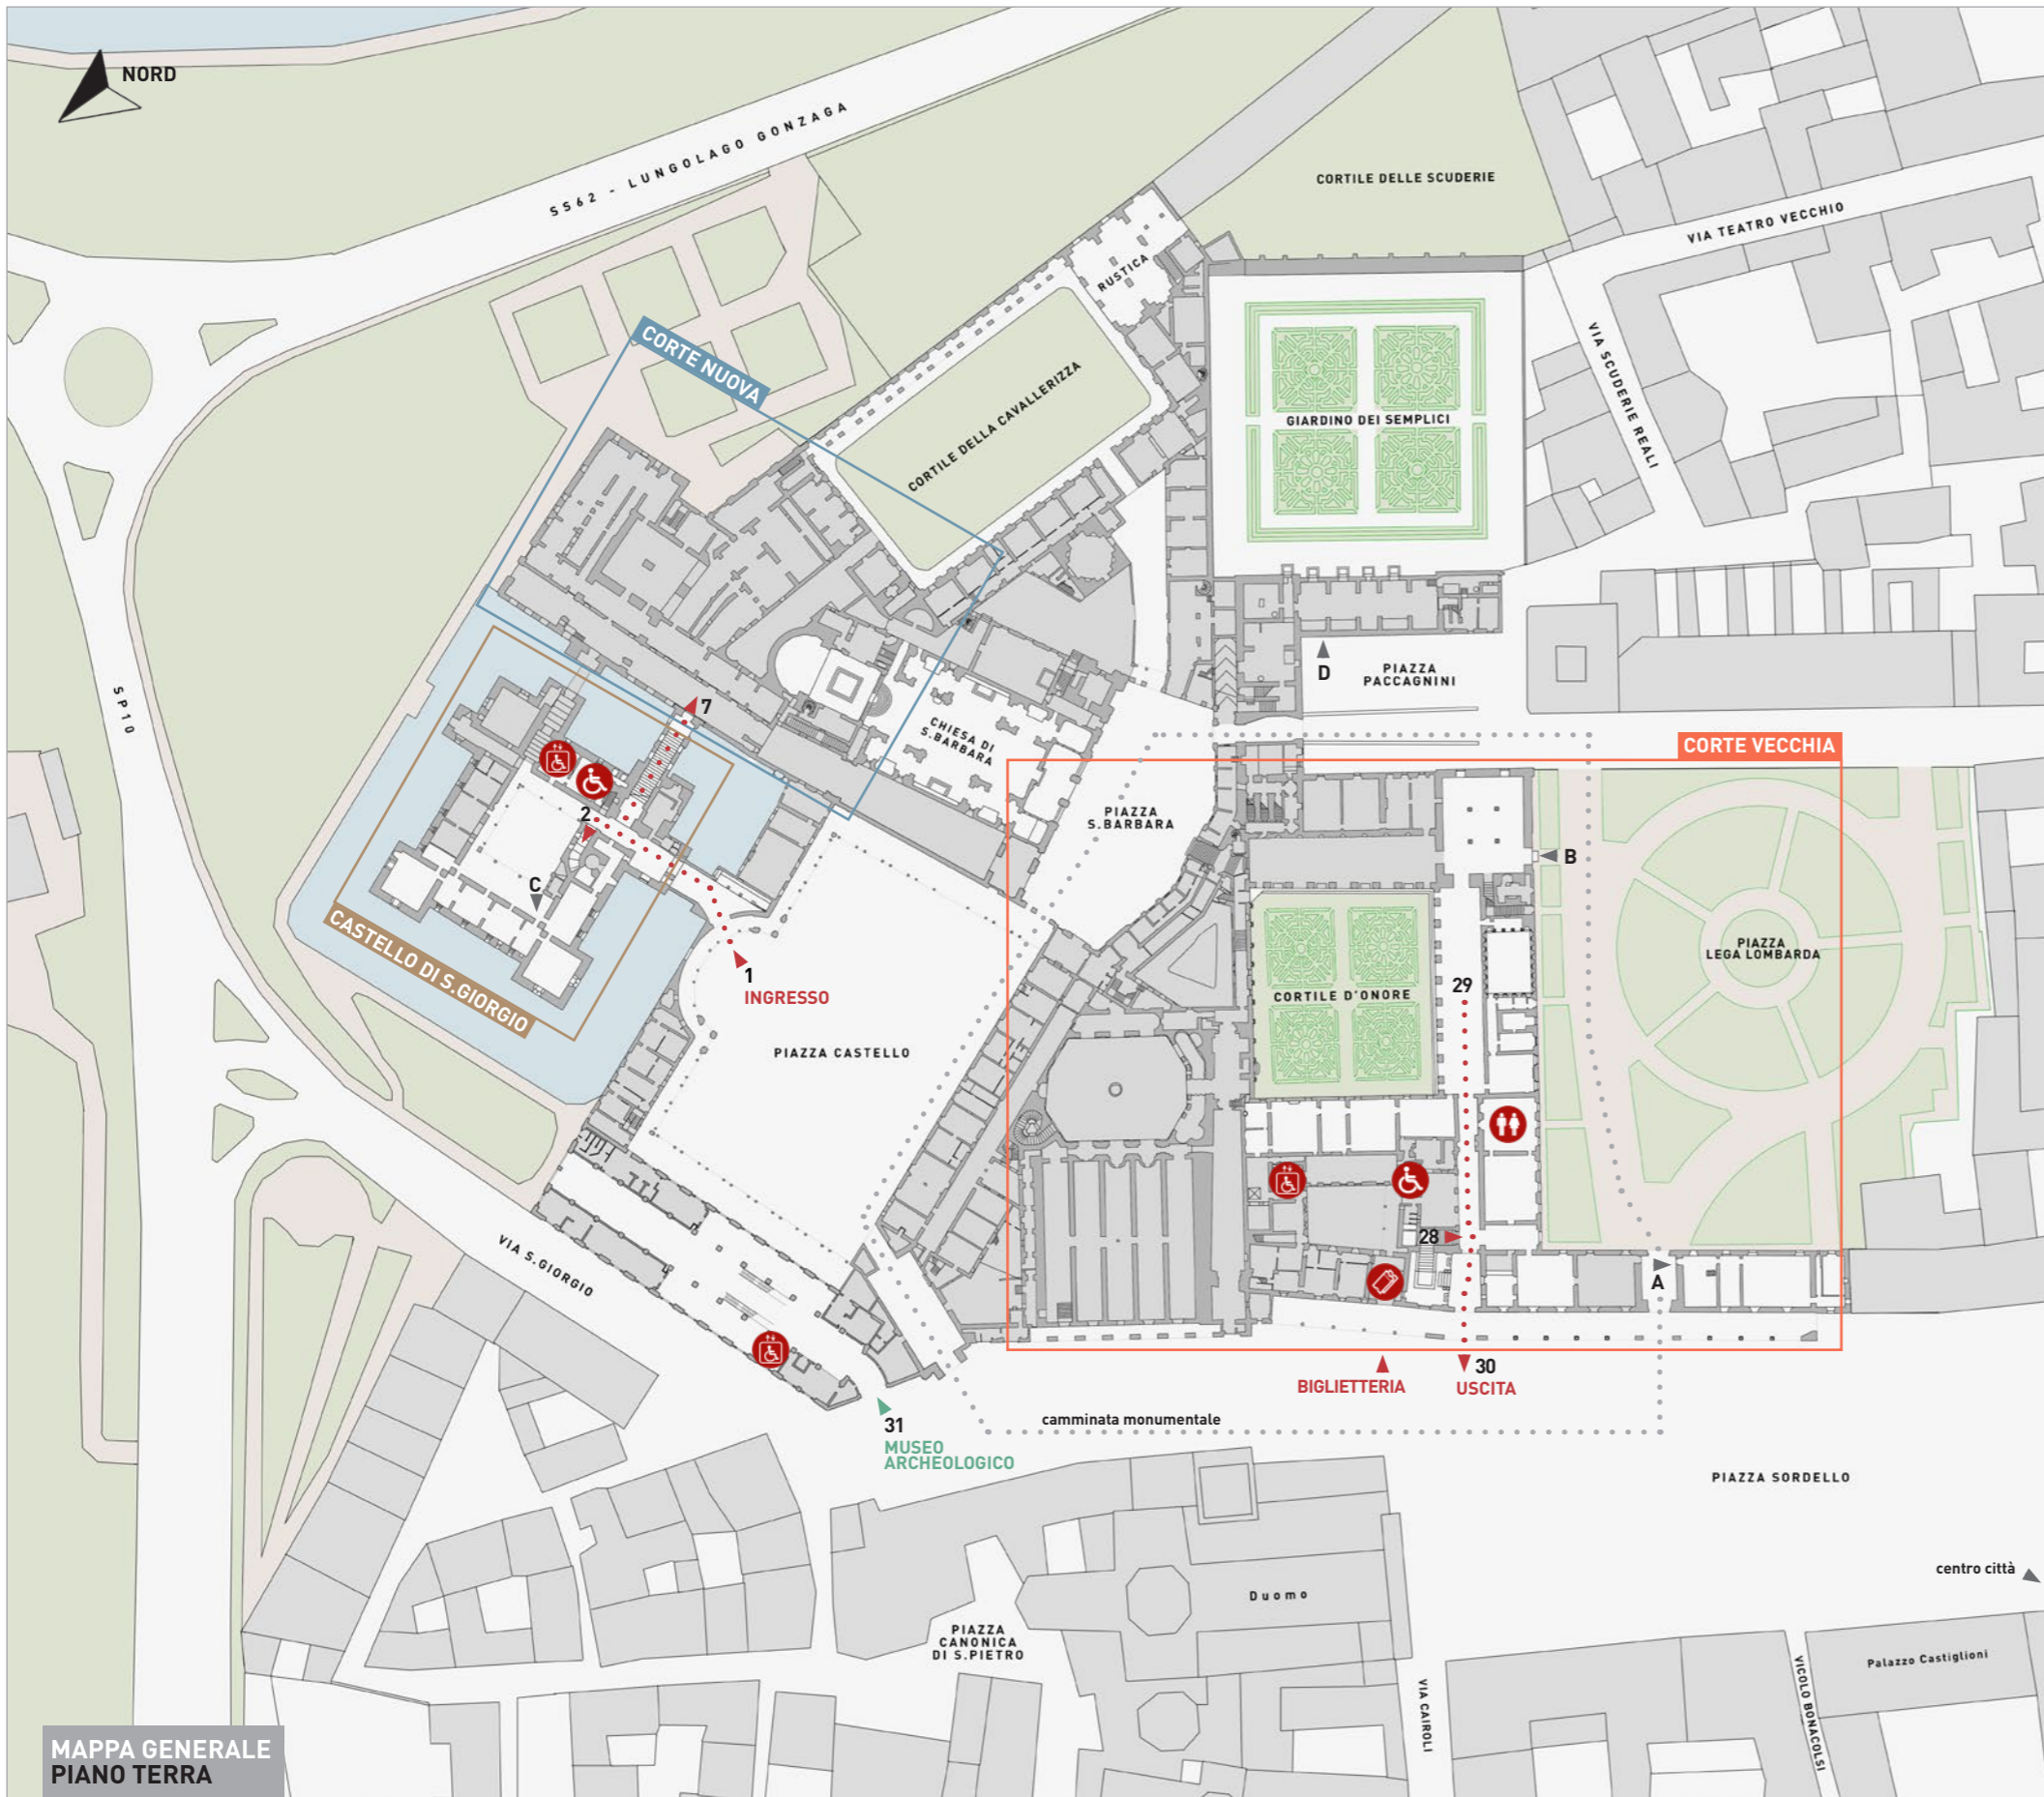 NORD
SS62 - LUNGOLAGO GONZAGA
CORTILE DELLE SCUDERIE
VIA TEATRO VECCHIO
RUSTICA
CORTE NUOVA
CORTILE DELLA CAVALLERIZZA
GIARDINO DEI SEMPLICI
VIA SCUDERIE REALI
SP10
7
D
PIAZZA
PACCAGNINI
CHIESA DI
S.BARBARA
CORTE VECCHIA
2
PIAZZA
S.BARBARA
B
C
CASTELLO DI S.GIORGIO
PIAZZA
LEGA LOMBARDA
1
INGRESSO
29
CORTILE D'ONORE
PIAZZA CASTELLO
28
VIA S.GIORGIO
A
30
BIGLIETTERIA
USCITA
camminata monumentale
31
MUSEO
ARCHEOLOGICO
PIAZZA SORDELLO
centro città
Duomo
PIAZZA
CANONICA
DI S.PIETRO
Palazzo Castiglioni
VIA CAIROLI
VICOLO BONACOLSI
MAPPA GENERALE
PIANO TERRA